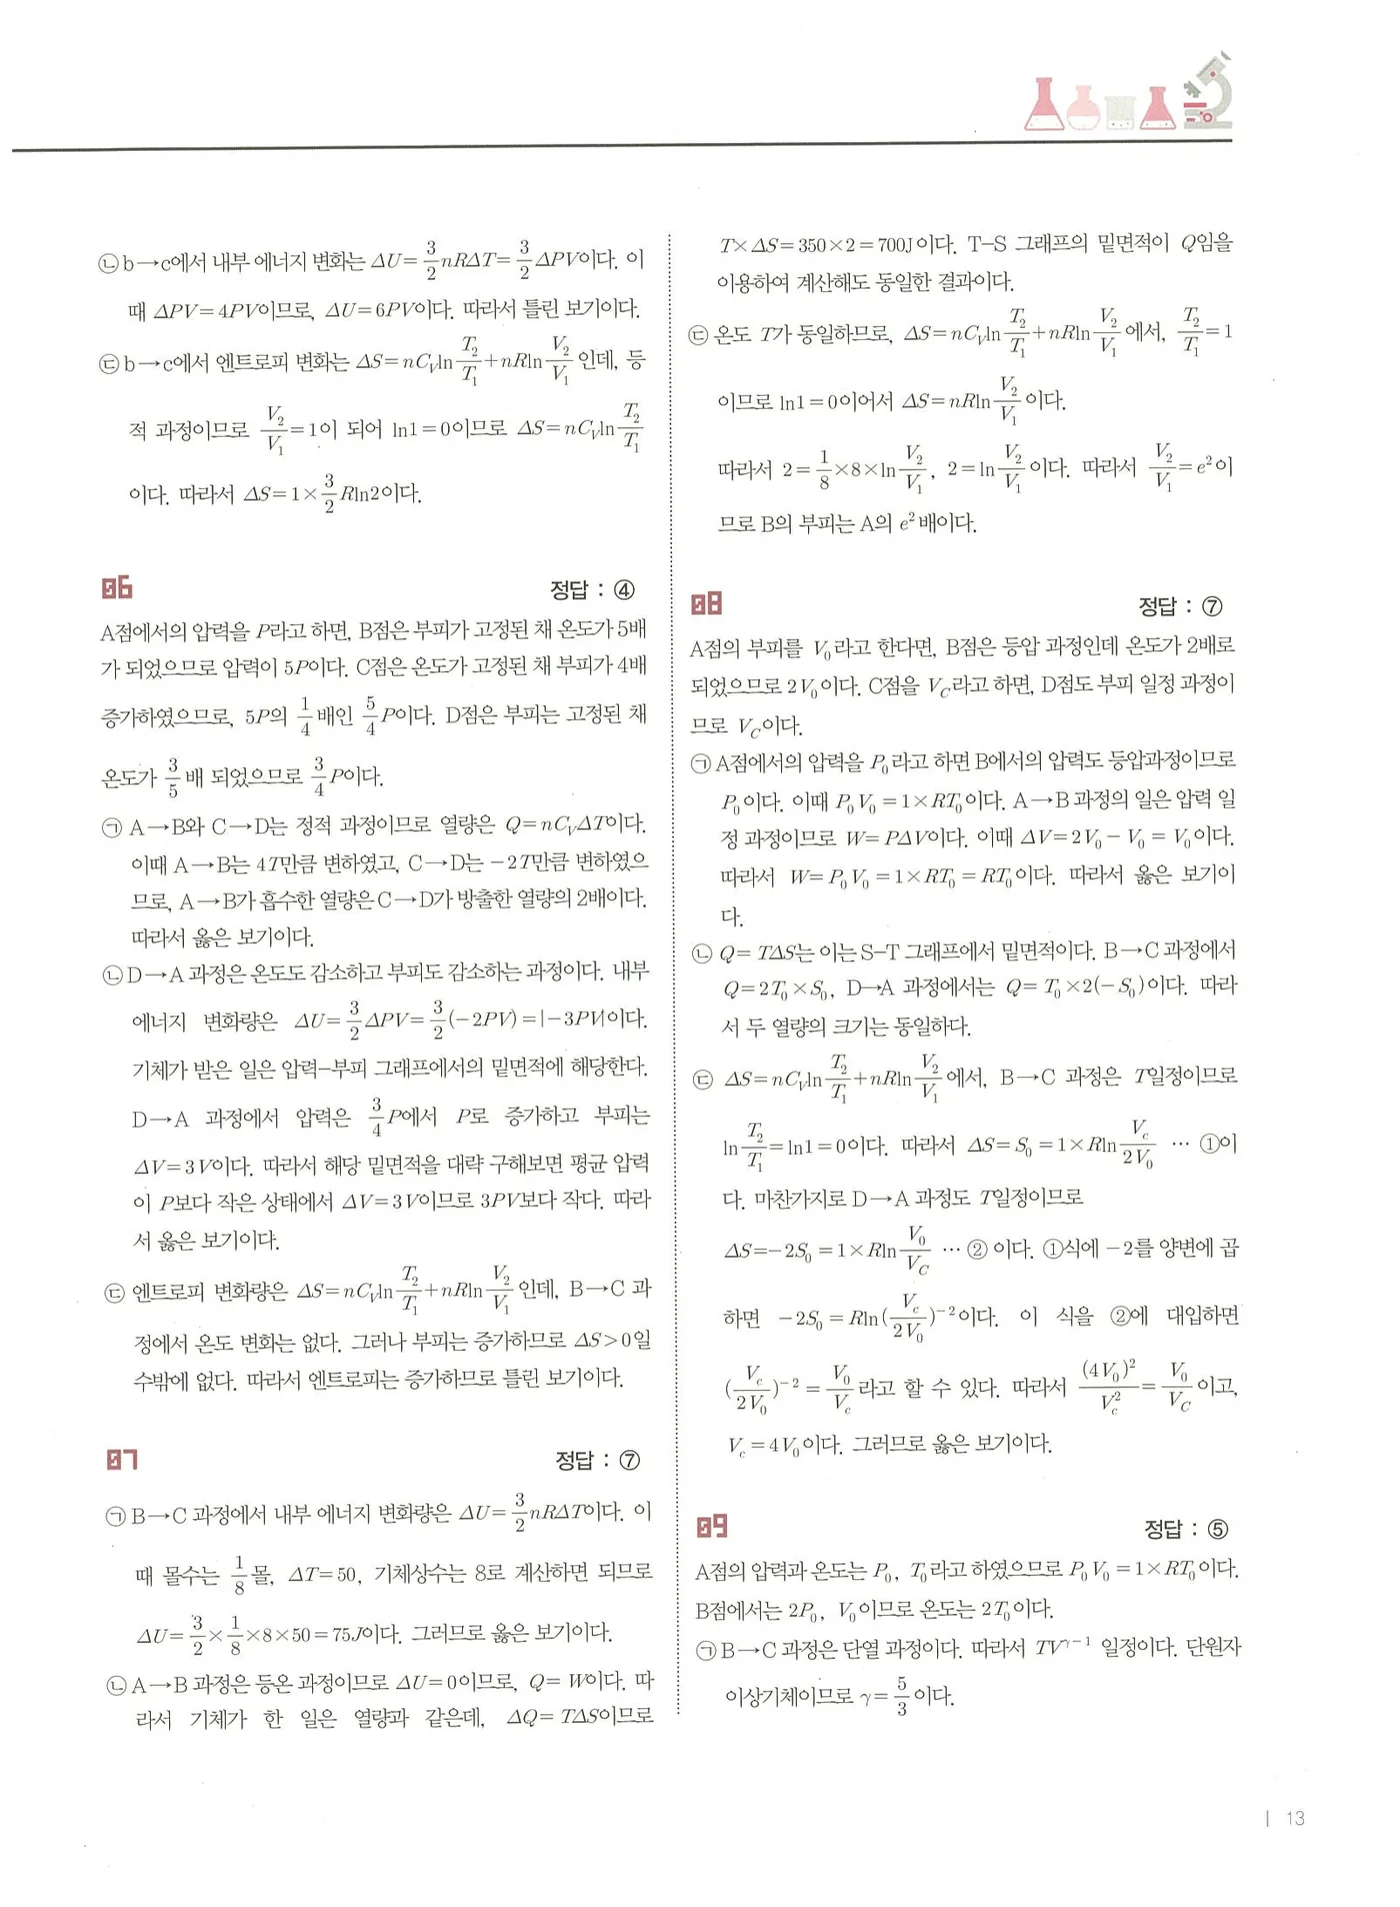 ㉡ b→c에서 내부 에너지 변화는 ΔU=3/2nRΔT=3/2ΔPV이다. 이
때 ΔPV=4PV이므로, ΔU=6PV이다. 따라서 틀린 보기이다.
㉢ b→c에서 엔트로피 변화는 ΔS=nC_V ln T₂/T₁+nRln V₂/V₁인데, 등
적 과정이므로 V₂/V₁=1이 되어 ln1=0이므로 ΔS=nC_V ln T₂/T₁
이다. 따라서 ΔS=1×3/2Rln2이다.
06 정답 : ④
A점에서의 압력을 P라고 하면, B점은 부피가 고정된 채 온도가 5배
가 되었으므로 압력이 5P이다. C점은 온도가 고정된 채 부피가 4배
증가하였으므로, 5P의 1/4배인 5/4P이다. D점은 부피는 고정된 채
온도가 3/5배 되었으므로 3/4P이다.
㉠ A→B와 C→D는 정적 과정이므로 열량은 Q=nC_VΔT이다.
이때 A→B는 4T만큼 변하였고, C→D는 -2T만큼 변하였으
므로, A→B가 흡수한 열량은 C→D가 방출한 열량의 2배이다.
따라서 옳은 보기이다.
㉡ D→A 과정은 온도도 감소하고 부피도 감소하는 과정이다. 내부
에너지 변화량은 ΔU=3/2ΔPV=3/2(-2PV)=|-3PV|이다.
기체가 받은 일은 압력-부피 그래프에서의 밑면적에 해당한다.
D→A 과정에서 압력은 3/4P에서 P로 증가하고 부피는
ΔV=3V이다. 따라서 해당 밑면적을 대략 구해보면 평균 압력
이 P보다 작은 상태에서 ΔV=3V이므로 3PV보다 작다. 따라
서 옳은 보기이다.
㉢ 엔트로피 변화량은 ΔS=nC_V ln T₂/T₁+nRln V₂/V₁인데, B→C 과
정에서 온도 변화는 없다. 그러나 부피는 증가하므로 ΔS>0일
수밖에 없다. 따라서 엔트로피는 증가하므로 틀린 보기이다.
07 정답 : ⑦
㉠ B→C 과정에서 내부 에너지 변화량은 ΔU=3/2nRΔT이다. 이
때 몰수는 1/8몰, ΔT=50, 기체상수는 8로 계산하면 되므로
ΔU=3/2×1/8×8×50=75J이다. 그러므로 옳은 보기이다.
㉡ A→B 과정은 등온 과정이므로 ΔU=0이므로, Q=W이다. 따
라서 기체가 한 일은 열량과 같은데, ΔQ=TΔS이므로
T×ΔS=350×2=700J이다. T-S 그래프의 밑면적이 Q임을
이용하여 계산해도 동일한 결과이다.
㉢ 온도 T가 동일하므로, ΔS=nC_V ln T₂/T₁+nRln V₂/V₁에서, T₂/T₁=1
이므로 ln1=0이어서 ΔS=nRln V₂/V₁이다.
따라서 2=1/8×8×ln V₂/V₁, 2=ln V₂/V₁이다. 따라서 V₂/V₁=e²이
므로 B의 부피는 A의 e²배이다.
08 정답 : ⑦
A점의 부피를 V₀라고 한다면, B점은 등압 과정인데 온도가 2배로
되었으므로 2V₀이다. C점을 V_C라고 하면, D점도 부피 일정 과정이
므로 V_C이다.
㉠ A점에서의 압력을 P₀라고 하면 B에서의 압력도 등압과정이므로
P₀이다. 이때 P₀V₀=1×RT₀이다. A→B 과정의 일은 압력 일
정 과정이므로 W=PΔV이다. 이때 ΔV=2V₀-V₀=V₀이다.
따라서 W=P₀V₀=1×RT₀=RT₀이다. 따라서 옳은 보기이
다.
㉡ Q=TΔS는 이는 S-T 그래프에서 밑면적이다. B→C 과정에서
Q=2T₀×S₀, D→A 과정에서는 Q=T₀×2(-S₀)이다. 따라
서 두 열량의 크기는 동일하다.
㉢ ΔS=nC_V ln T₂/T₁+nRln V₂/V₁에서, B→C 과정은 T일정이므로
ln T₂/T₁=ln1=0이다. 따라서 ΔS=S₀=1×Rln V_c/2V₀ … ①이
다. 마찬가지로 D→A 과정도 T일정이므로
ΔS=-2S₀=1×Rln V₀/V_C … ② 이다. ①식에 -2를 양변에 곱
하면 -2S₀=Rln(V_c/2V₀)⁻²이다. 이 식을 ②에 대입하면
(V_c/2V₀)⁻²=V₀/V_c라고 할 수 있다. 따라서 (4V₀)²/V_c²=V₀/V_C이고,
V_c=4V₀이다. 그러므로 옳은 보기이다.
09 정답 : ⑤
A점의 압력과 온도는 P₀, T₀라고 하였으므로 P₀V₀=1×RT₀이다.
B점에서는 2P₀, V₀이므로 온도는 2T₀이다.
㉠ B→C 과정은 단열 과정이다. 따라서 TV^(γ-1) 일정이다. 단원자
이상기체이므로 γ=5/3이다.
| 13